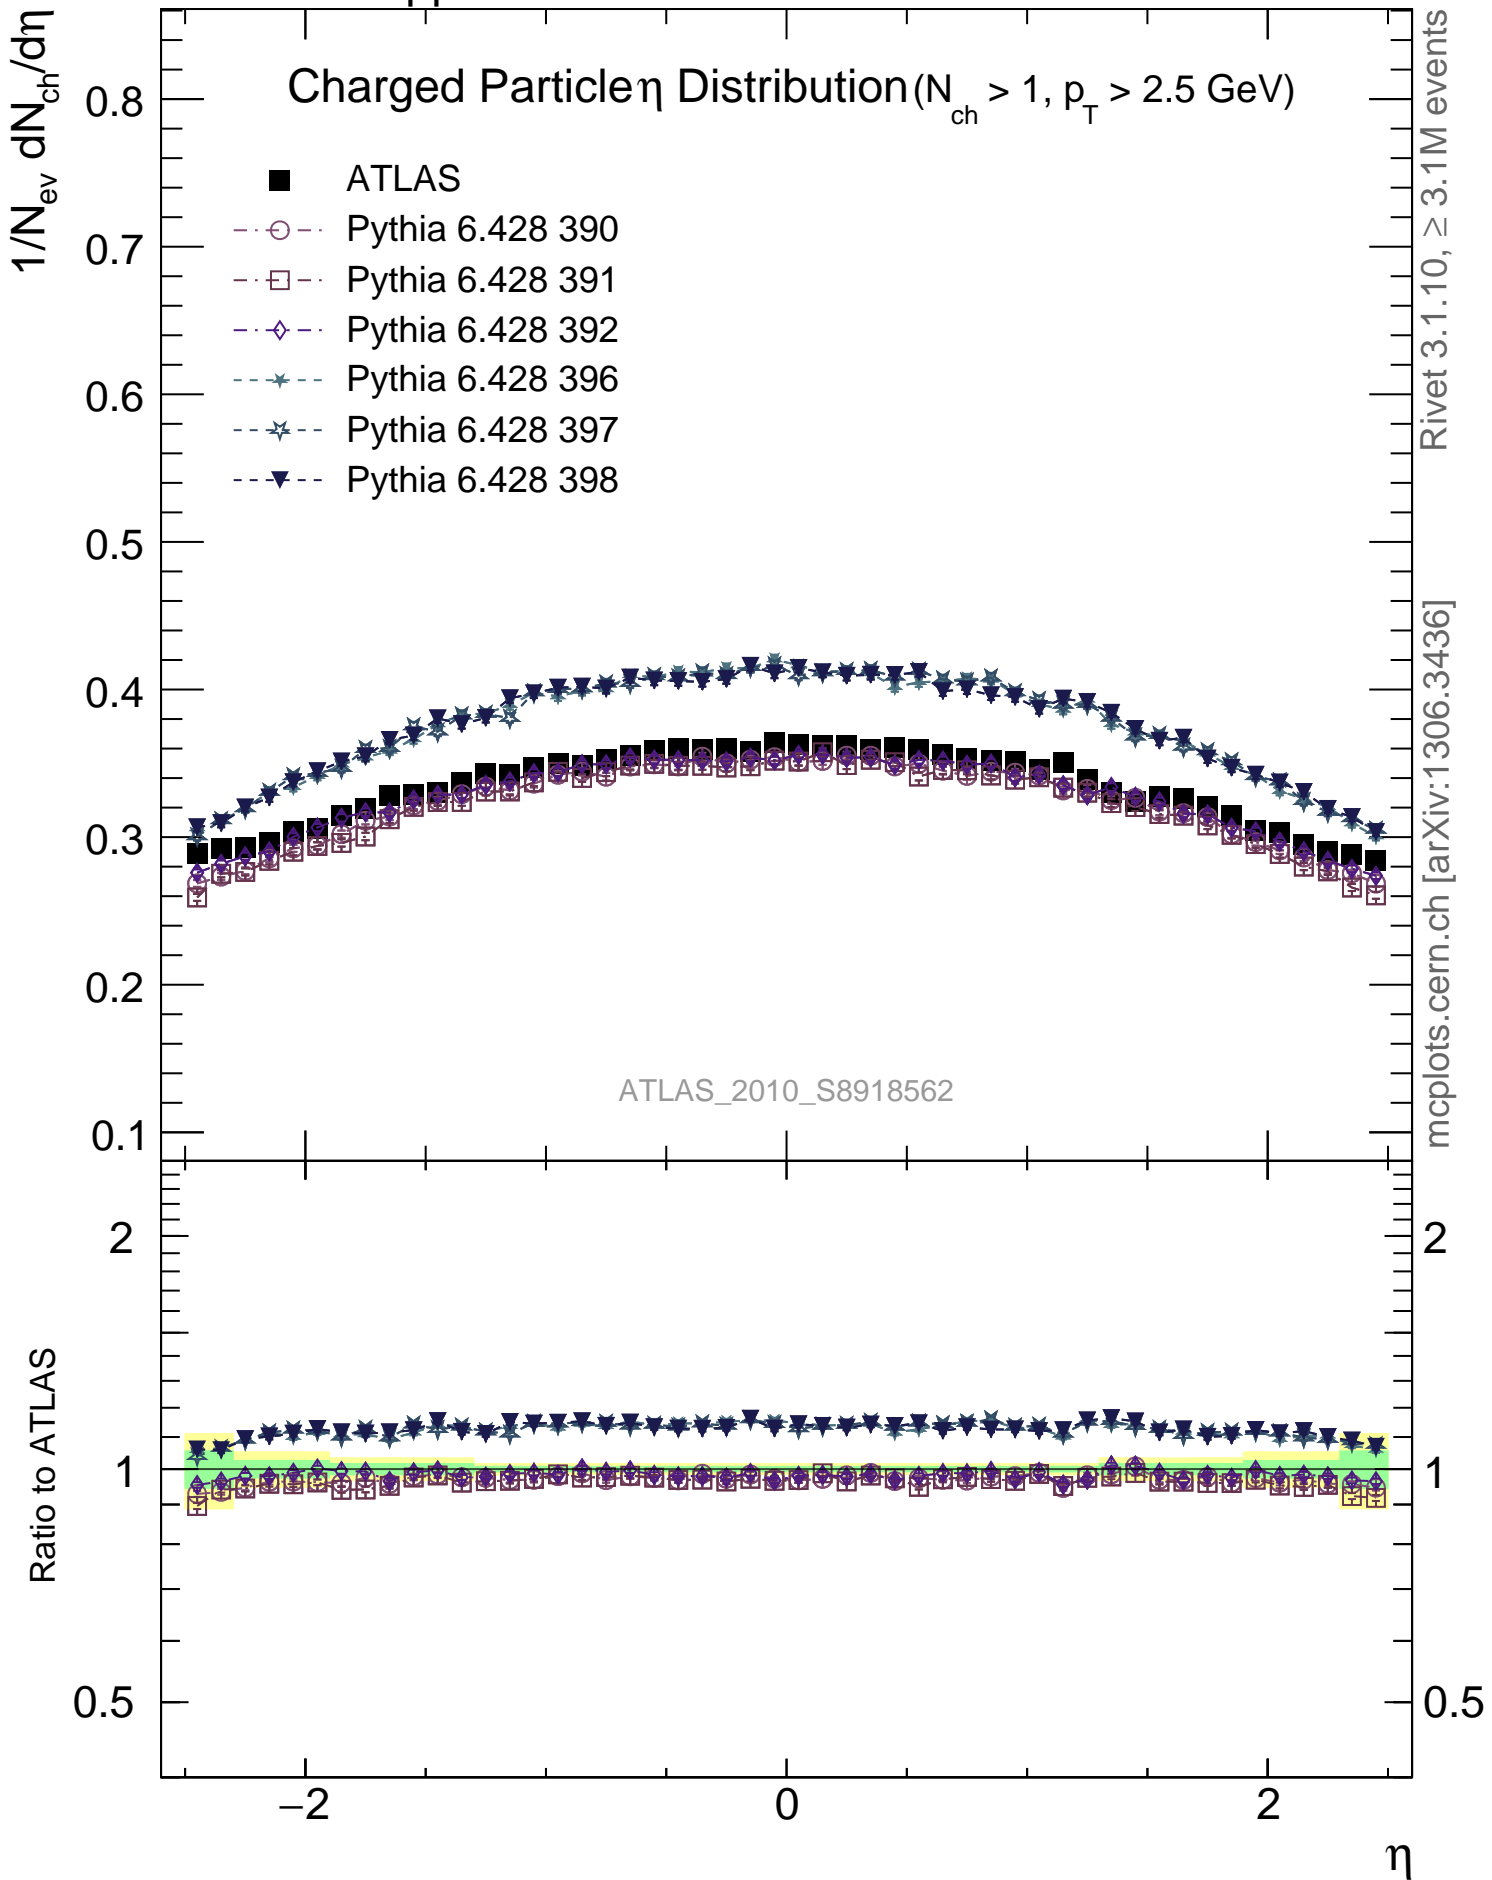 pp
1/N_ev dN_ch/dη
Charged Particle η Distribution (N_ch > 1, p_T > 2.5 GeV)
ATLAS
Pythia 6.428 390
Pythia 6.428 391
Pythia 6.428 392
Pythia 6.428 396
Pythia 6.428 397
Pythia 6.428 398
0.8
0.7
0.6
0.5
0.4
0.3
0.2
0.1
ATLAS_2010_S8918562
Rivet 3.1.10, ≥ 3.1M events
mcplots.cern.ch [arXiv:1306.3436]
Ratio to ATLAS
2
1
0.5
2
1
0.5
−2
0
2
η